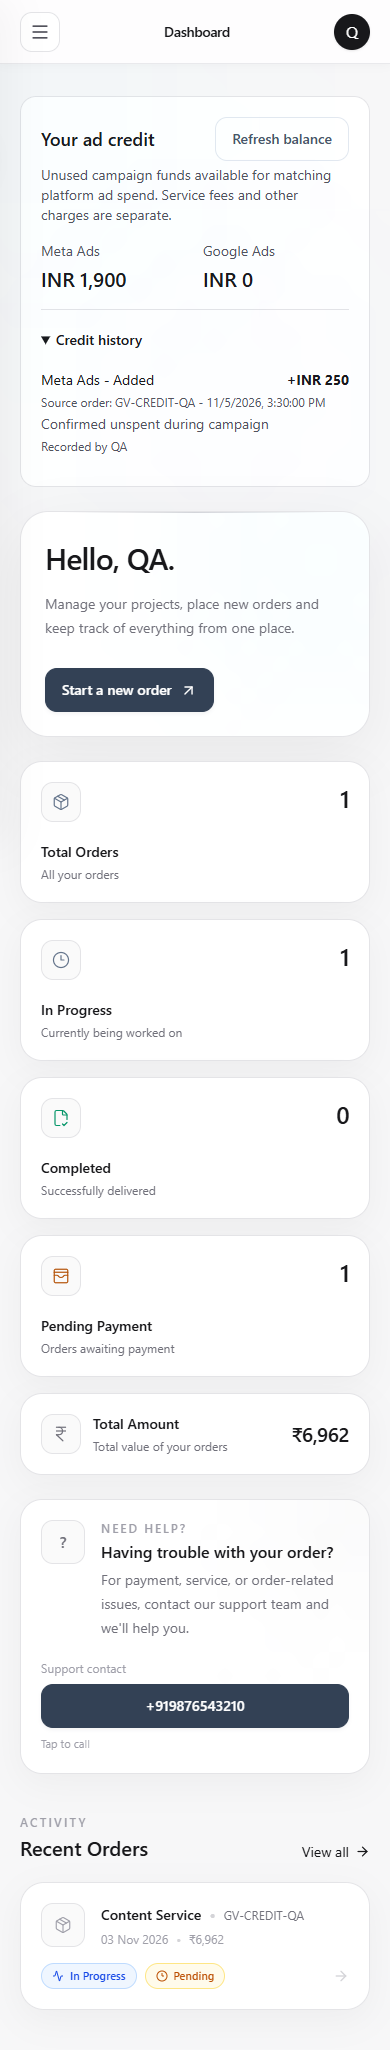 Dashboard
Q
Your ad credit
Refresh balance
Unused campaign funds available for matching
platform ad spend. Service fees and other
charges are separate.
Meta Ads
Google Ads
INR 1,900
INR 0
▼ Credit history
Meta Ads - Added
+INR 250
Source order: GV-CREDIT-QA - 11/5/2026, 3:30:00 PM
Confirmed unspent during campaign
Recorded by QA
Hello, QA.
Manage your projects, place new orders and
keep track of everything from one place.
Start a new order
1
Total Orders
All your orders
1
In Progress
Currently being worked on
0
Completed
Successfully delivered
1
Pending Payment
Orders awaiting payment
₹
Total Amount
Total value of your orders
₹6,962
?
NEED HELP?
Having trouble with your order?
For payment, service, or order-related
issues, contact our support team and
we'll help you.
Support contact
+919876543210
Tap to call
ACTIVITY
Recent Orders
View all →
Content Service • GV-CREDIT-QA
03 Nov 2026 • ₹6,962
In Progress
Pending